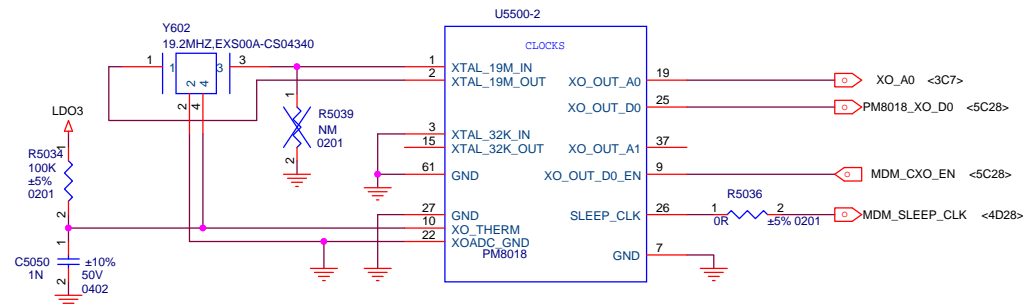 U5500-2
Y602
19.2MHZ,EXS00A-CS04340
CLOCKS
1
1
3
3
2
4
2
4
1
XTAL_19M_IN
2
XTAL_19M_OUT
XO_OUT_A0
19
XO_A0
<3C7>
XO_OUT_D0
25
PM8018_XO_D0
<5C28>
LDO3
1
R5039
NM
0201
2
3
XTAL_32K_IN
15
XTAL_32K_OUT
XO_OUT_A1
37
1
R5034
100K
±5%
0201
2
61
GND
XO_OUT_D0_EN
9
MDM_CXO_EN
<5C28>
R5036
27
GND
SLEEP_CLK
26
1
2
MDM_SLEEP_CLK
<4D28>
0R
±5% 0201
10
XO_THERM
22
XOADC_GND
PM8018
GND
7
1
C5050
1N
±10%
50V
0402
2